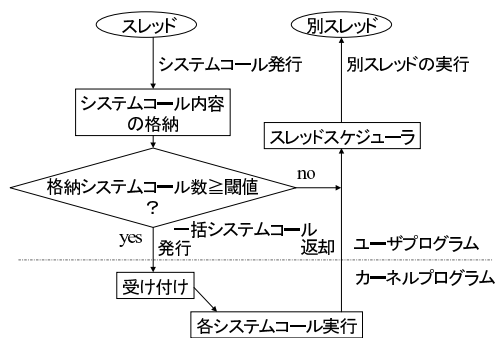 スレッド
別スレッド
システムコール発行
別スレッドの実行
システムコール内容
の格納
スレッドスケジューラ
格納システムコール数≧閾値
?
no
yes
一括システムコール
発行
返却
ユーザプログラム
カーネルプログラム
受け付け
各システムコール実行